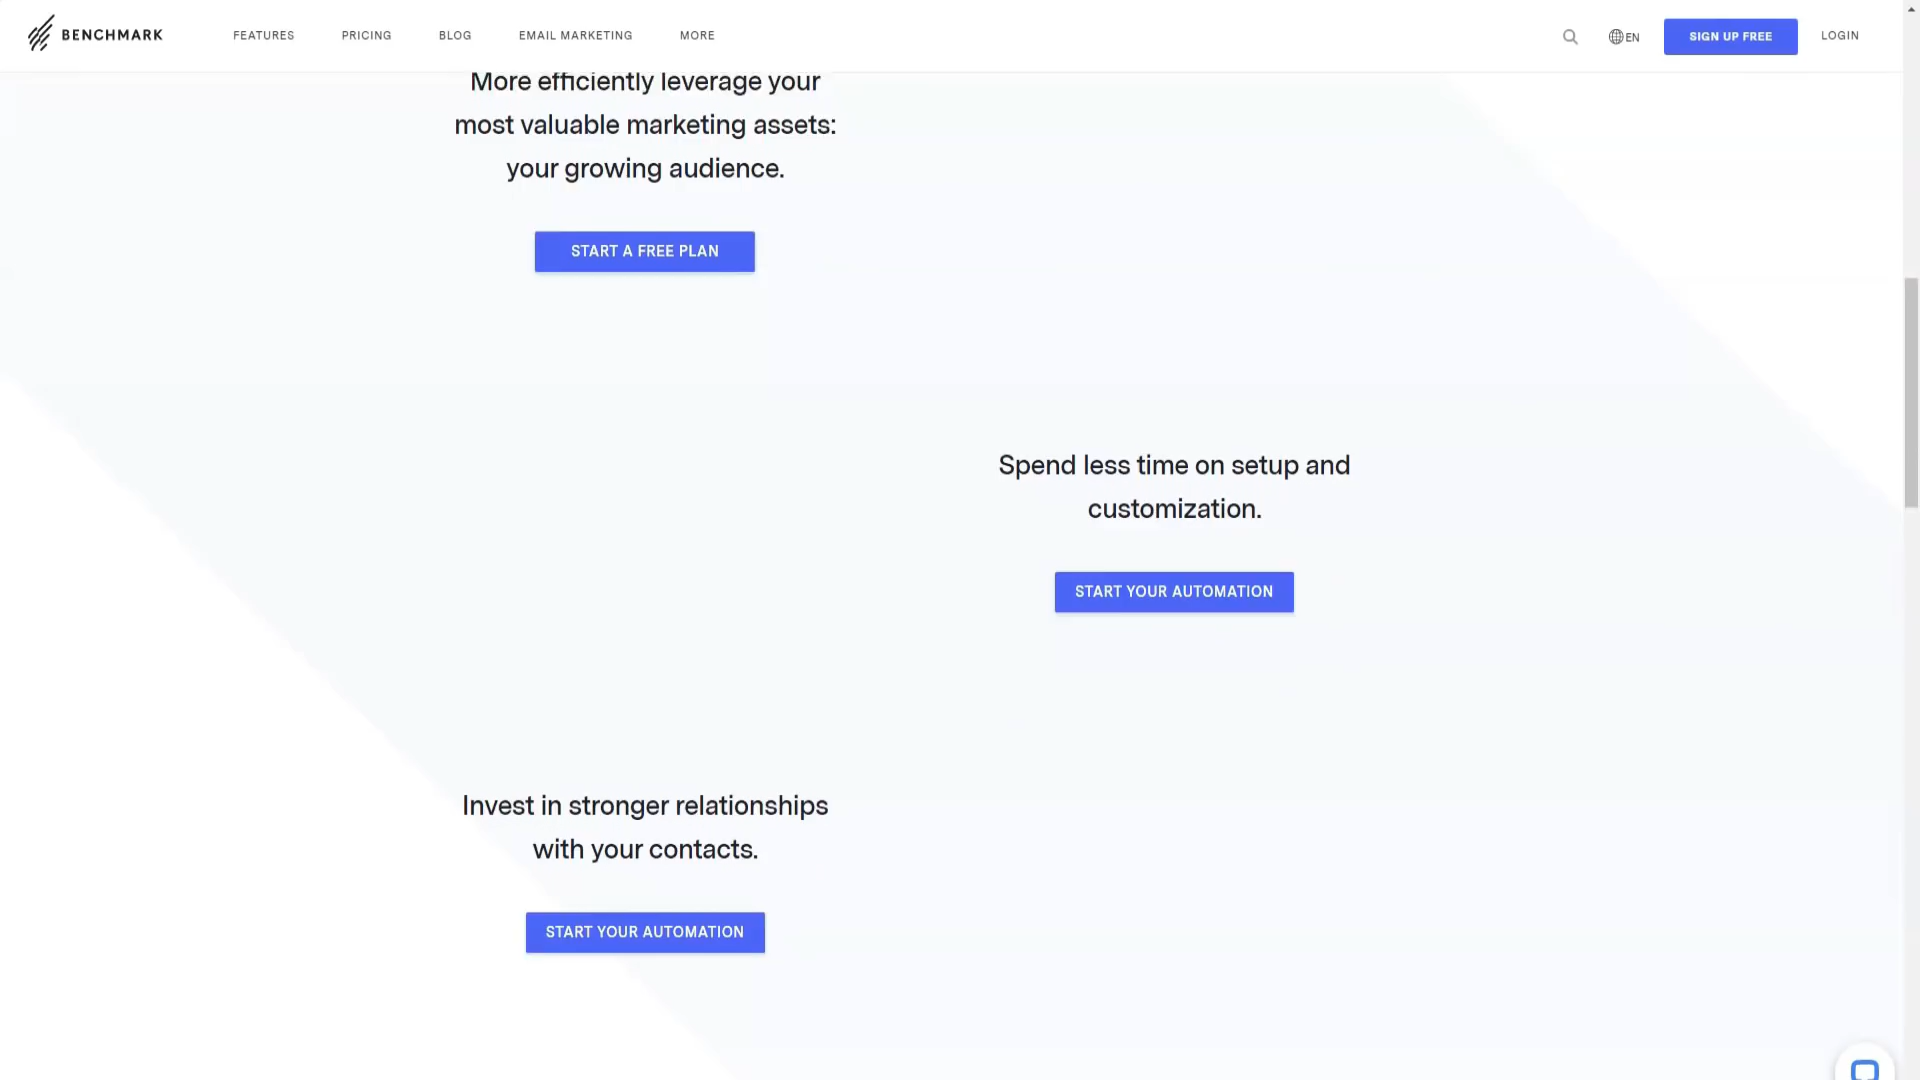 BENCHMARK
FEATURES
PRICING
BLOG
EMAIL MARKETING
MORE
EN
SIGN UP FREE
LOGIN
More efficiently leverage your
most valuable marketing assets:
your growing audience.
START A FREE PLAN
Spend less time on setup and
customization.
START YOUR AUTOMATION
Invest in stronger relationships
with your contacts.
START YOUR AUTOMATION